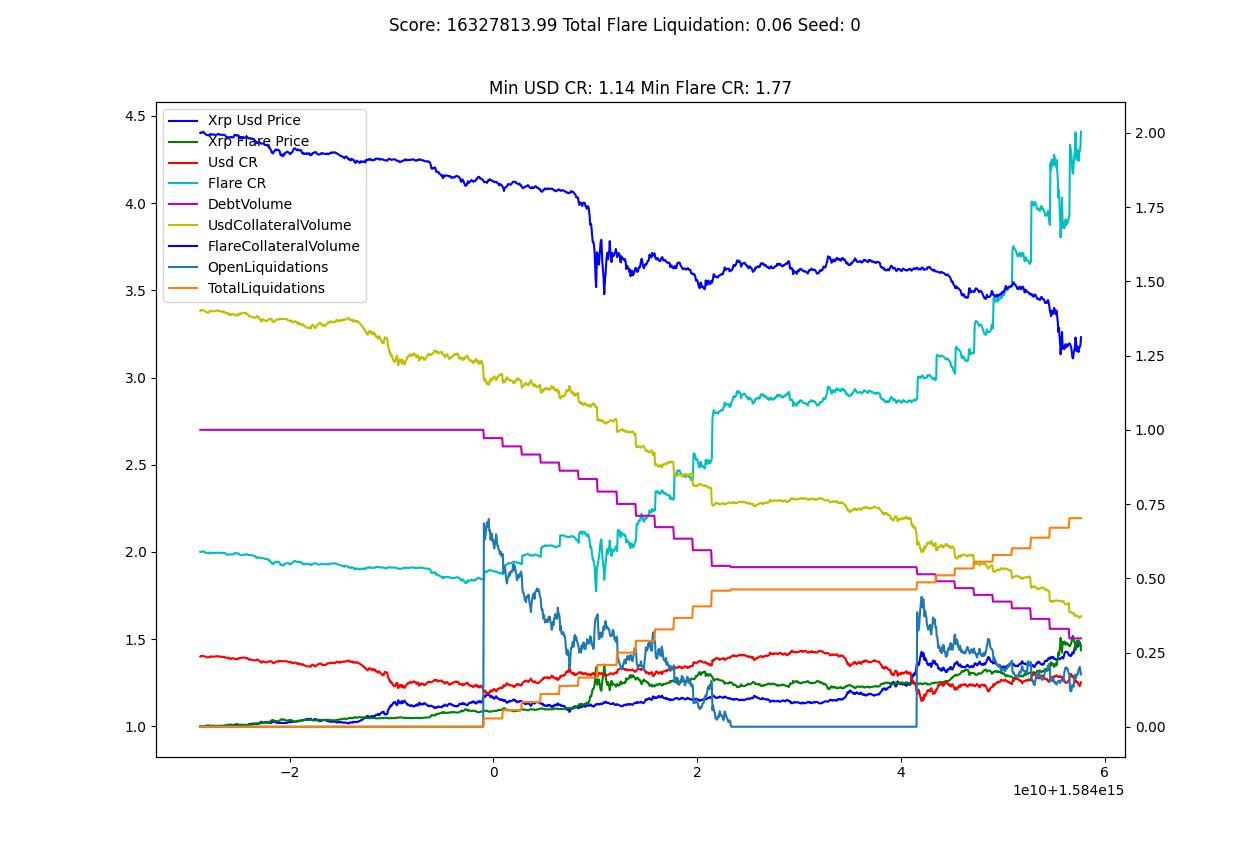 Score: 16327813.99 Total Flare Liquidation: 0.06 Seed: 0
Min USD CR: 1.14 Min Flare CR: 1.77
4.5
4.0
3.5
3.0
2.5
2.0
1.5
1.0
Xrp Usd Price
Xrp Flare Price
Usd CR
Flare CR
DebtVolume
UsdCollateralVolume
FlareCollateralVolume
OpenLiquidations
TotalLiquidations
2.00
1.75
1.50
1.25
1.00
0.75
0.50
0.25
0.00
−2 0 2 4 6
1e10+1.584e15